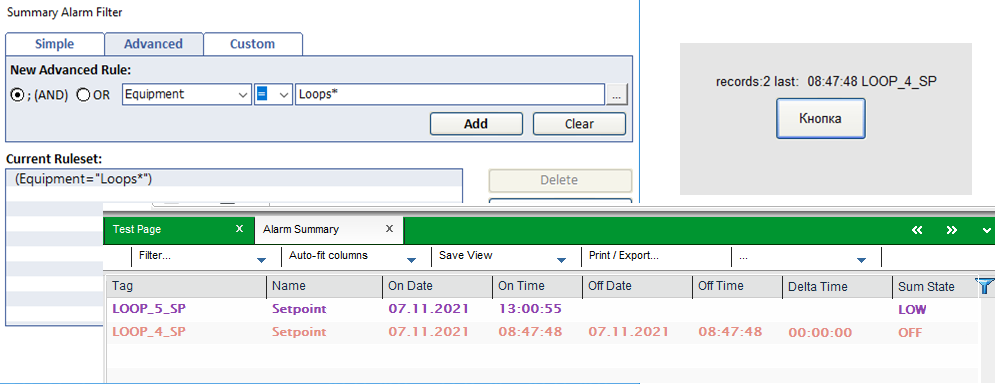 Summary Alarm Filter
Simple Advanced Custom
New Advanced Rule:
; (AND) OR Equipment = Loops* ...
Add Clear
Current Ruleset:
(Equipment="Loops*")
Delete
records:2 last: 08:47:48 LOOP_4_SP
Кнопка
Test Page X Alarm Summary X
Filter... Auto-fit columns Save View Print / Export... ...
Tag Name On Date On Time Off Date Off Time Delta Time Sum State
LOOP_5_SP Setpoint 07.11.2021 13:00:55 LOW
LOOP_4_SP Setpoint 07.11.2021 08:47:48 07.11.2021 08:47:48 00:00:00 OFF